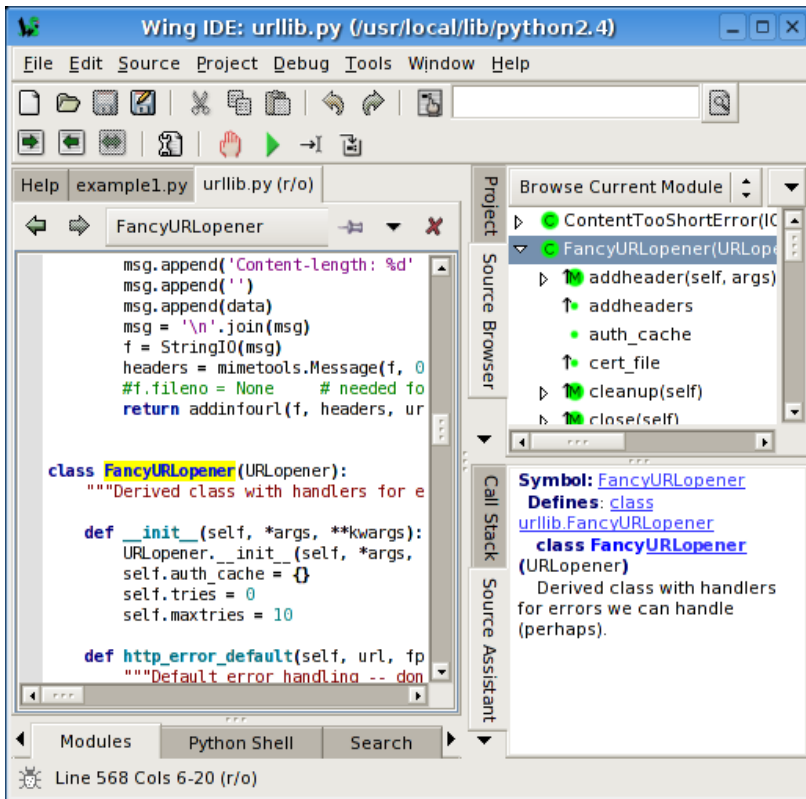 Wing IDE: urllib.py (/usr/local/lib/python2.4)
File Edit Source Project Debug Tools Window Help
Help example1.py urllib.py (r/o)
FancyURLopener
msg.append('Content-length: %d'
msg.append('')
msg.append(data)
msg = '\n'.join(msg)
f = StringIO(msg)
headers = mimetools.Message(f, 0
#f.fileno = None # needed fo
return addinfourl(f, headers, ur
class FancyURLopener(URLopener):
"""Derived class with handlers for e
def __init__(self, *args, **kwargs):
URLopener.__init__(self, *args,
self.auth_cache = {}
self.tries = 0
self.maxtries = 10
def http_error_default(self, url, fp
"""Default error handling -- don
Modules Python Shell Search
Line 568 Cols 6-20 (r/o)
Project
Source Browser
Browse Current Module
ContentTooShortError(IO
FancyURLopener(URLope
addheader(self, args)
addheaders
auth_cache
cert_file
cleanup(self)
close(self)
Call Stack
Source Assistant
Symbol: FancyURLopener
Defines: class
urllib.FancyURLopener
class FancyURLopener
(URLopener)
Derived class with handlers
for errors we can handle
(perhaps).